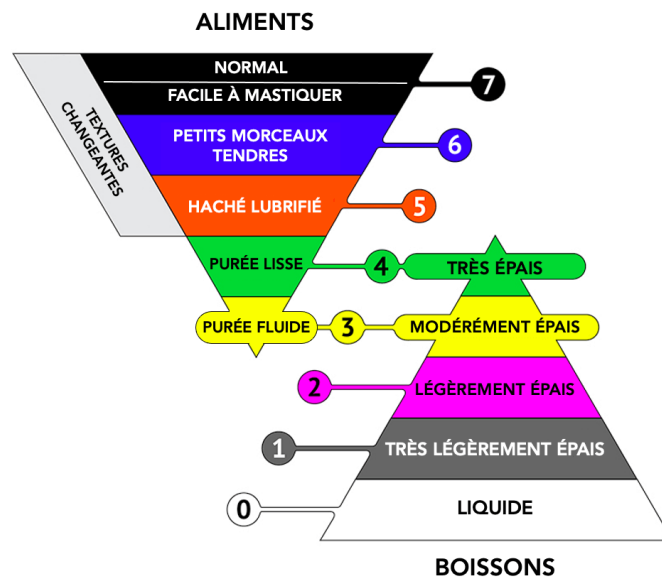 ALIMENTS
NORMAL
FACILE À MASTIQUER
7
TEXTURES
CHANGEANTES
PETITS MORCEAUX
TENDRES
6
HACHÉ LUBRIFIÉ
5
PURÉE LISSE
4
TRÈS ÉPAIS
PURÉE FLUIDE
3
MODÉRÉMENT ÉPAIS
2
LÉGÈREMENT ÉPAIS
1
TRÈS LÉGÈREMENT ÉPAIS
0
LIQUIDE
BOISSONS